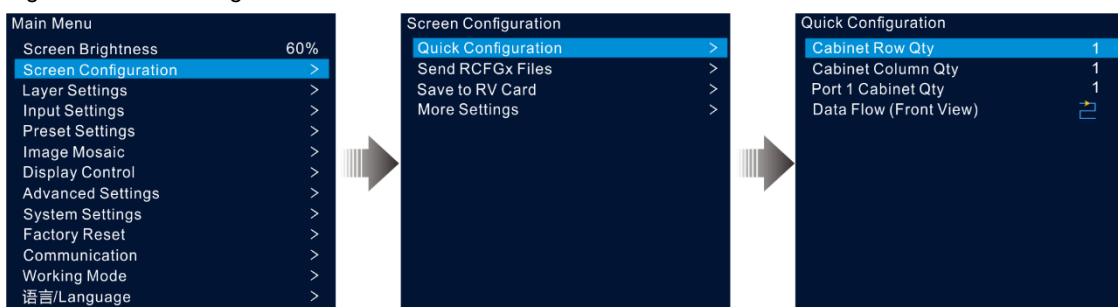 Main Menu
Screen Brightness 60%
Screen Configuration >
Layer Settings >
Input Settings >
Preset Settings >
Image Mosaic >
Display Control >
Advanced Settings >
System Settings >
Factory Reset >
Communication >
Working Mode >
语言/Language >
Screen Configuration
Quick Configuration >
Send RCFGx Files >
Save to RV Card >
More Settings >
Quick Configuration
Cabinet Row Qty 1
Cabinet Column Qty 1
Port 1 Cabinet Qty 1
Data Flow (Front View)